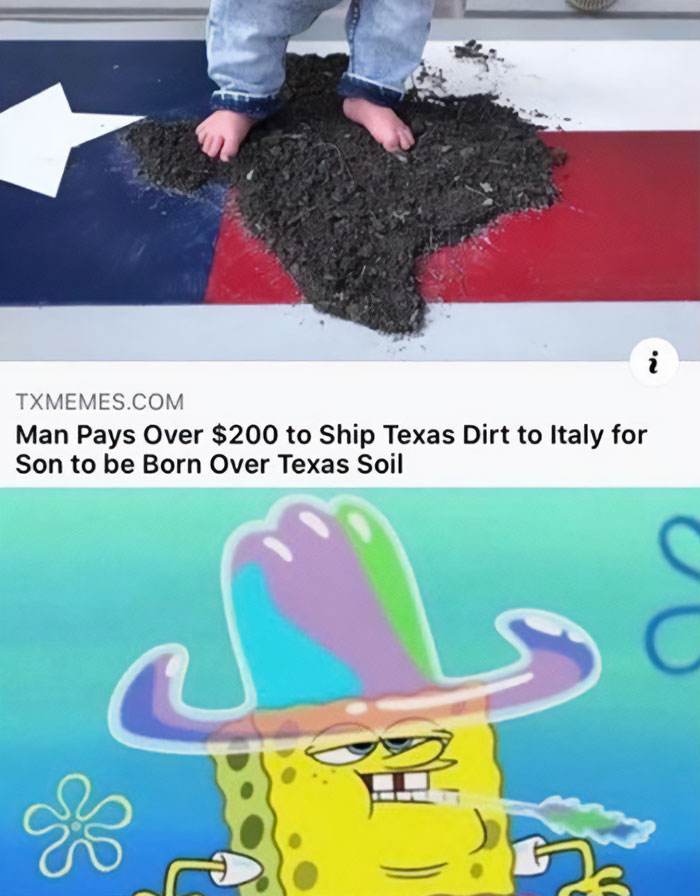 TXMEMES.COM
Man Pays Over $200 to Ship Texas Dirt to Italy for
Son to be Born Over Texas Soil